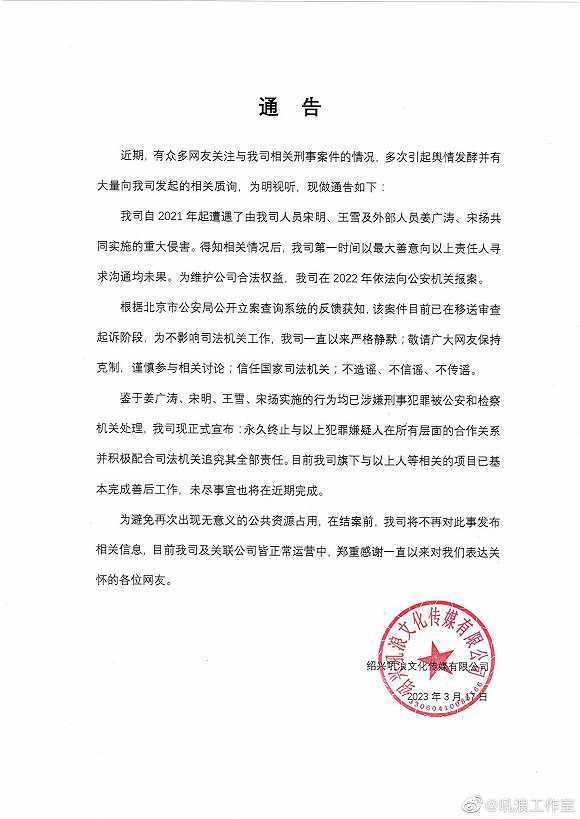 通 告
近期，有众多网友关注与我司相关刑事案件的情况，多次引起舆情发酵并有
大量向我司发起的相关质询，为明视听，现做通告如下：
我司自2021年起遭遇了由我司人员宋明、王雪及外部人员姜广涛、宋扬共
同实施的重大侵害。得知相关情况后，我司第一时间以最大善意向以上责任人寻
求沟通均未果。为维护公司合法权益，我司在2022年依法向公安机关报案。
根据北京市公安局公开立案查询系统的反馈获知，该案件目前已在移送审查
起诉阶段，为不影响司法机关工作，我司一直以来严格静默；敬请广大网友保持
克制，谨慎参与相关讨论；信任国家司法机关；不造谣、不信谣、不传谣。
鉴于姜广涛、宋明、王雪、宋扬实施的行为均已涉嫌刑事犯罪被公安和检察
机关处理，我司现正式宣布：永久终止与以上犯罪嫌疑人在所有层面的合作关系
并积极配合司法机关追究其全部责任。目前我司旗下与以上人等相关的项目已基
本完成善后工作，未尽事宜也将在近期完成。
为避免再次出现无意义的公共资源占用，在结案前，我司将不再对此事发布
相关信息，目前我司及关联公司皆正常运营中，郑重感谢一直以来对我们表达关
怀的各位网友。
绍兴吼浪文化传媒有限公司
2023年3月17日
绍兴吼浪文化传媒有限公司
@吼浪工作室